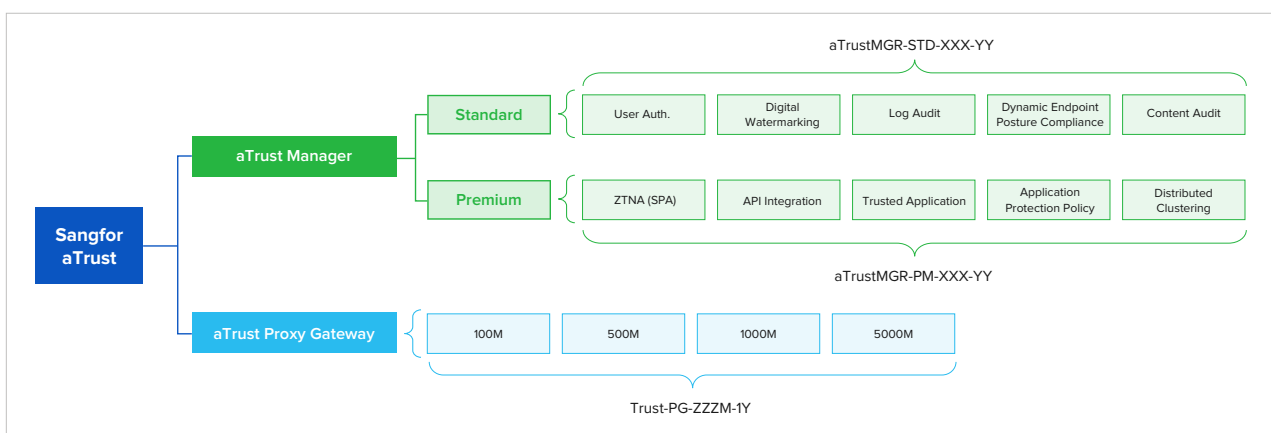 aTrustMGR-STD-XXX-YY
Standard
User Auth.
Digital
Watermarking
Log Audit
Dynamic Endpoint
Posture Compliance
Content Audit
aTrust Manager
Premium
ZTNA (SPA)
API Integration
Trusted Application
Application
Protection Policy
Distributed
Clustering
Sangfor
aTrust
aTrustMGR-PM-XXX-YY
aTrust Proxy Gateway
100M
500M
1000M
5000M
Trust-PG-ZZZM-1Y